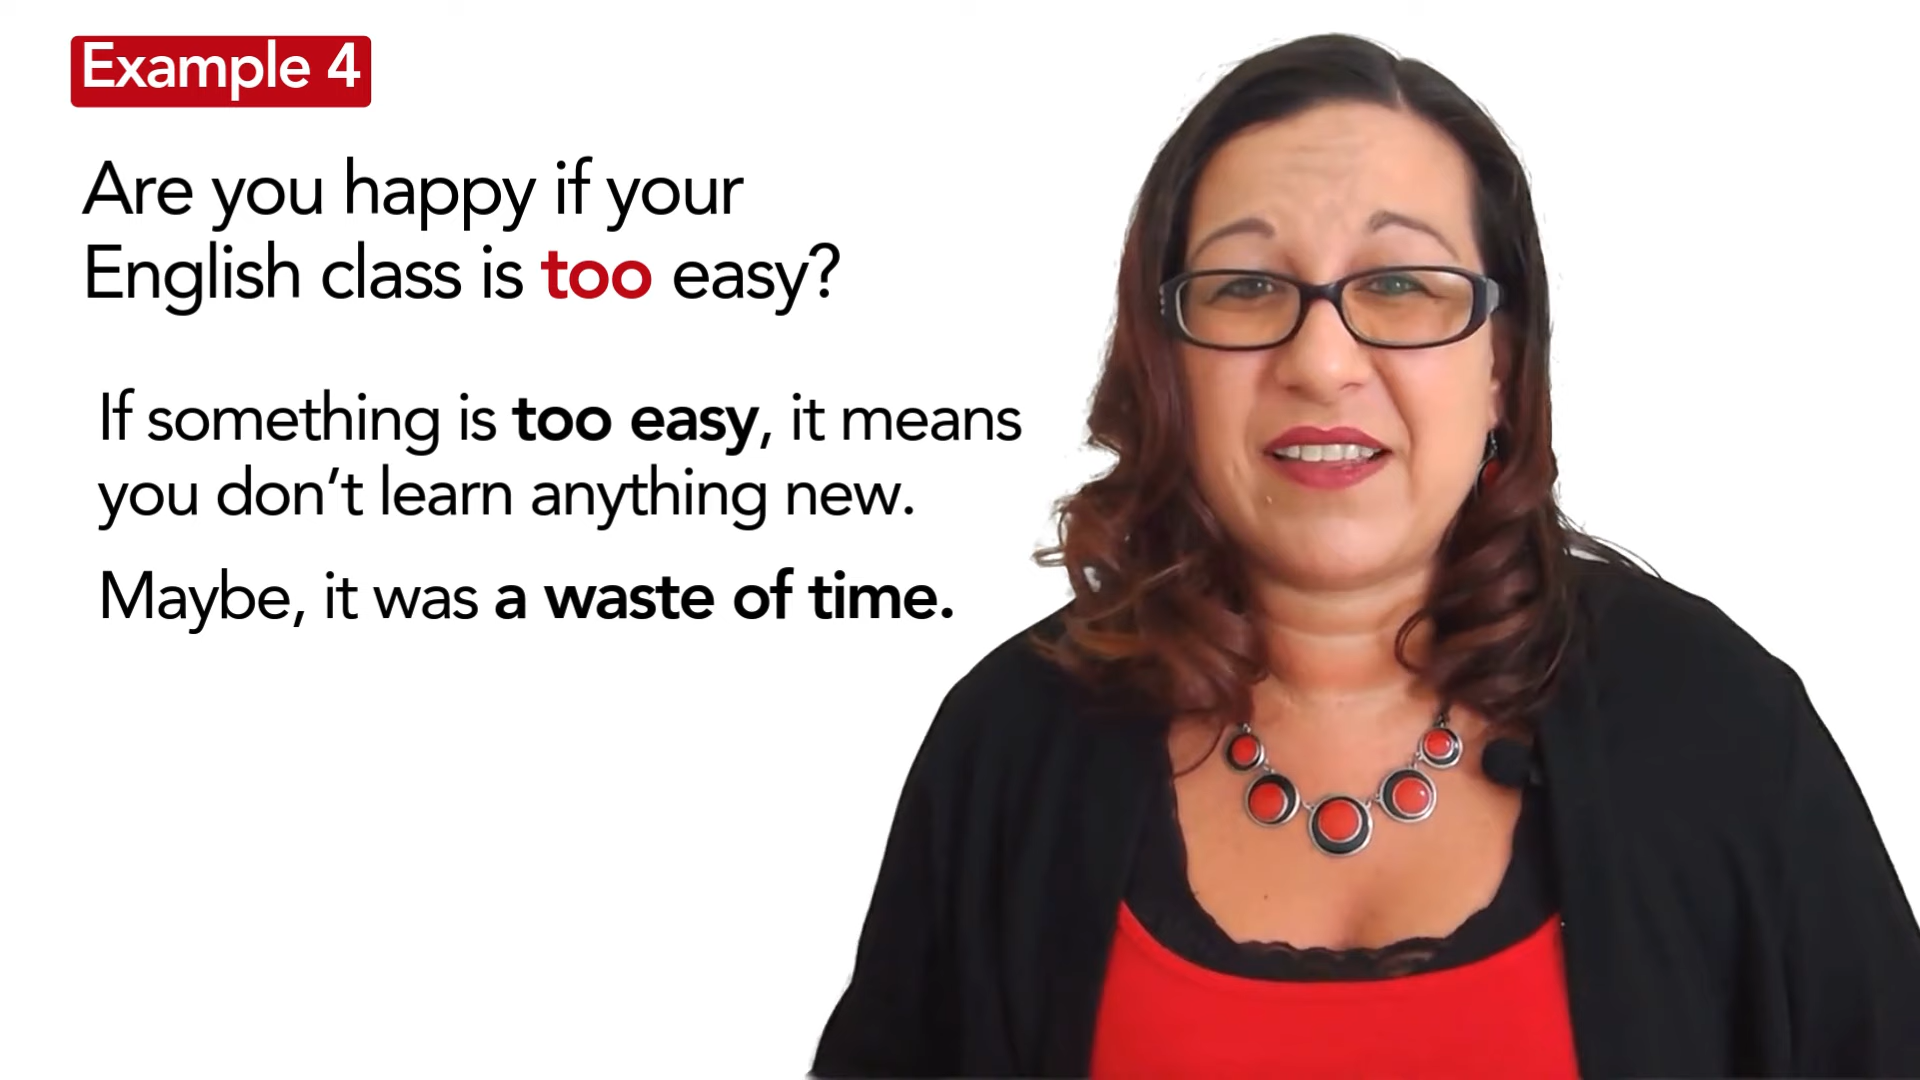 Example 4
Are you happy if your
English class is too easy?
If something is too easy, it means
you don’t learn anything new.
Maybe, it was a waste of time.